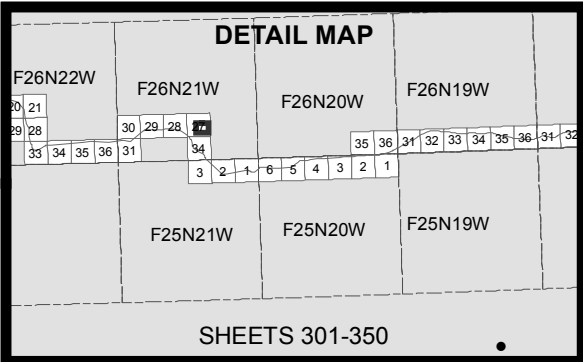 DETAIL MAP
F26N22W
F26N21W
F26N20W
F26N19W
20 21
29 28
30 29 28 27
33 34 35 36 31
34
35 36 31 32 33 34 35 36 31 32
3 2 1 6 5 4 3 2 1
F25N21W
F25N20W
F25N19W
SHEETS 301-350